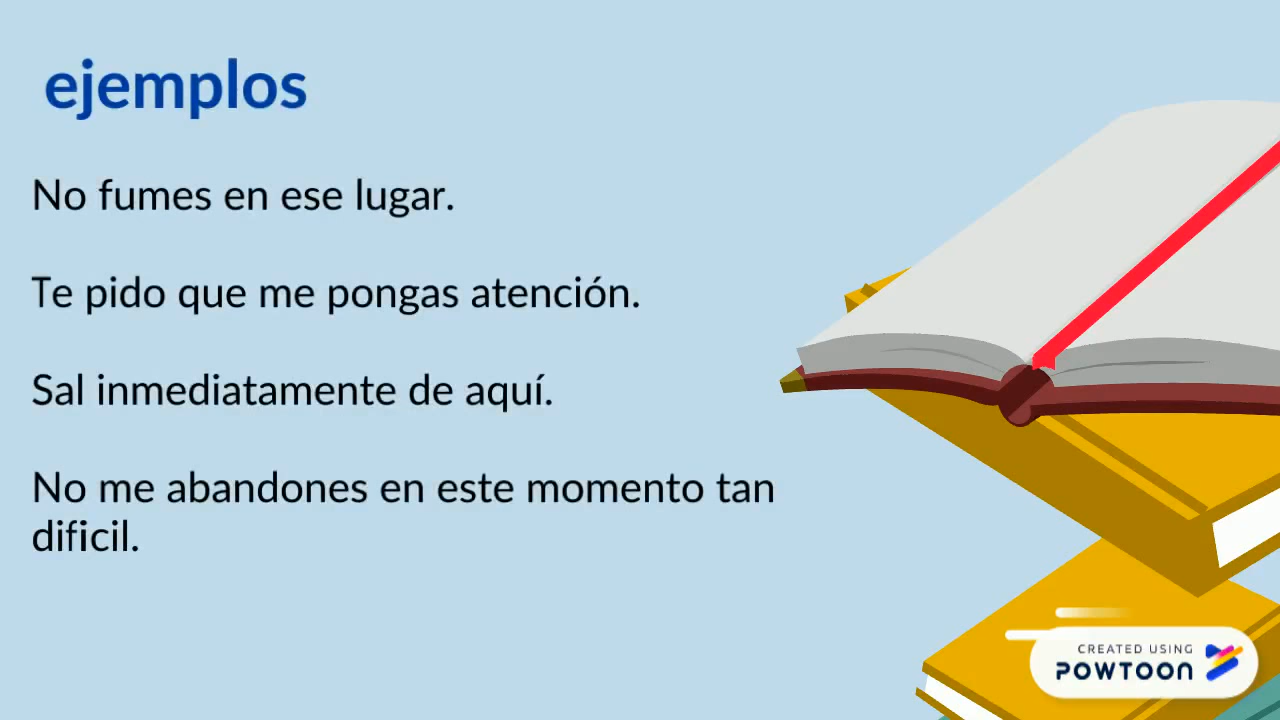 ejemplos
No fumes en ese lugar.
Te pido que me pongas atención.
Sal inmediatamente de aquí.
No me abandones en este momento tan
dificil.
CREATED USING
POWTOON